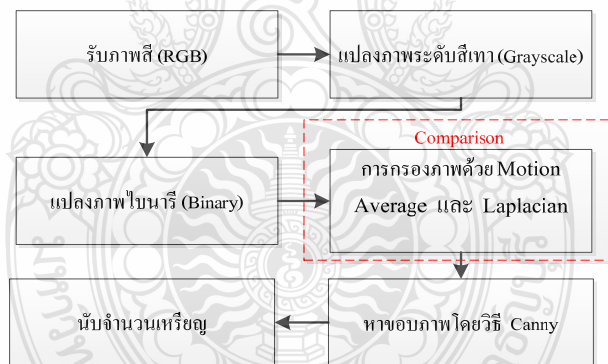 รับภาพสี (RGB)
แปลงภาพระดับสีเทา (Grayscale)
Comparison
แปลงภาพไบนารี (Binary)
การกรองภาพด้วย Motion
Average และ Laplacian
นับจำนวนเหรียญ
หาขอบภาพโดยวิธี Canny